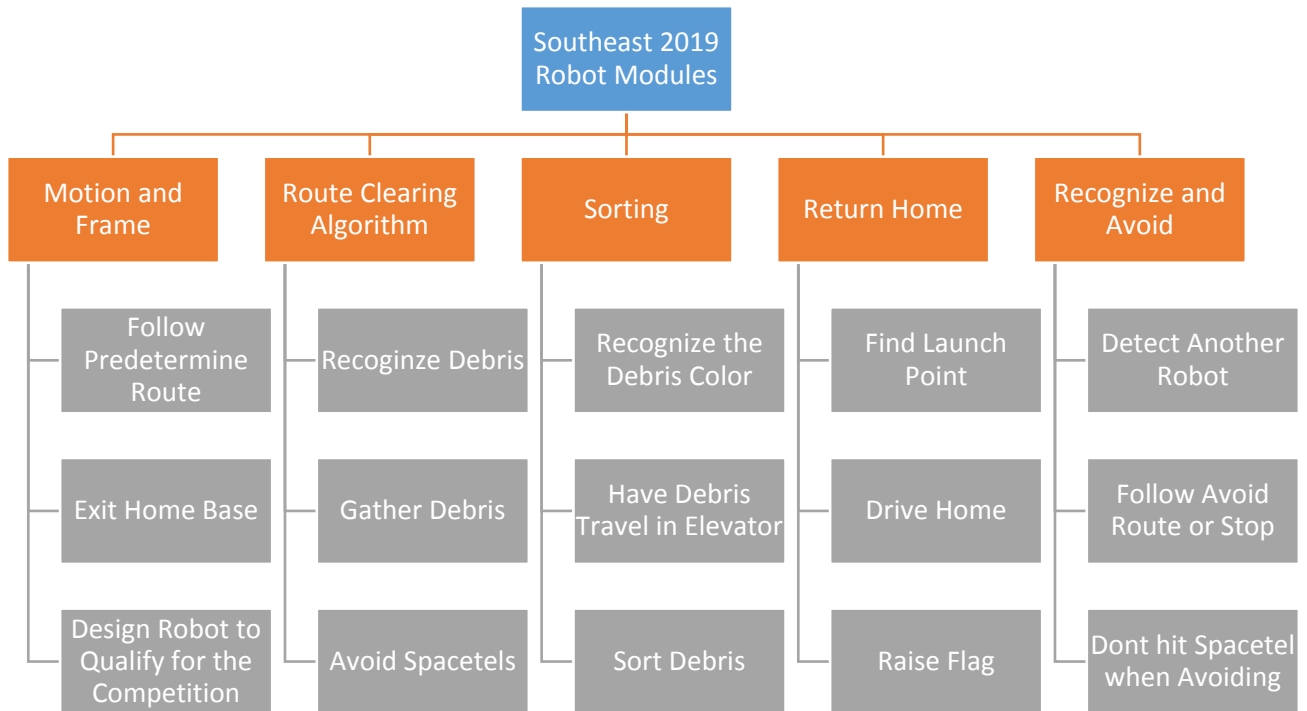 Southeast 2019
Robot Modules
Motion and
Frame
Route Clearing
Algorithm
Sorting
Return Home
Recognize and
Avoid
Follow
Predetermine
Route
Exit Home Base
Design Robot to
Qualify for the
Competition
Recoginze Debris
Gather Debris
Avoid Spacetels
Recognize the
Debris Color
Have Debris
Travel in Elevator
Sort Debris
Find Launch
Point
Drive Home
Raise Flag
Detect Another
Robot
Follow Avoid
Route or Stop
Dont hit Spacetel
when Avoiding